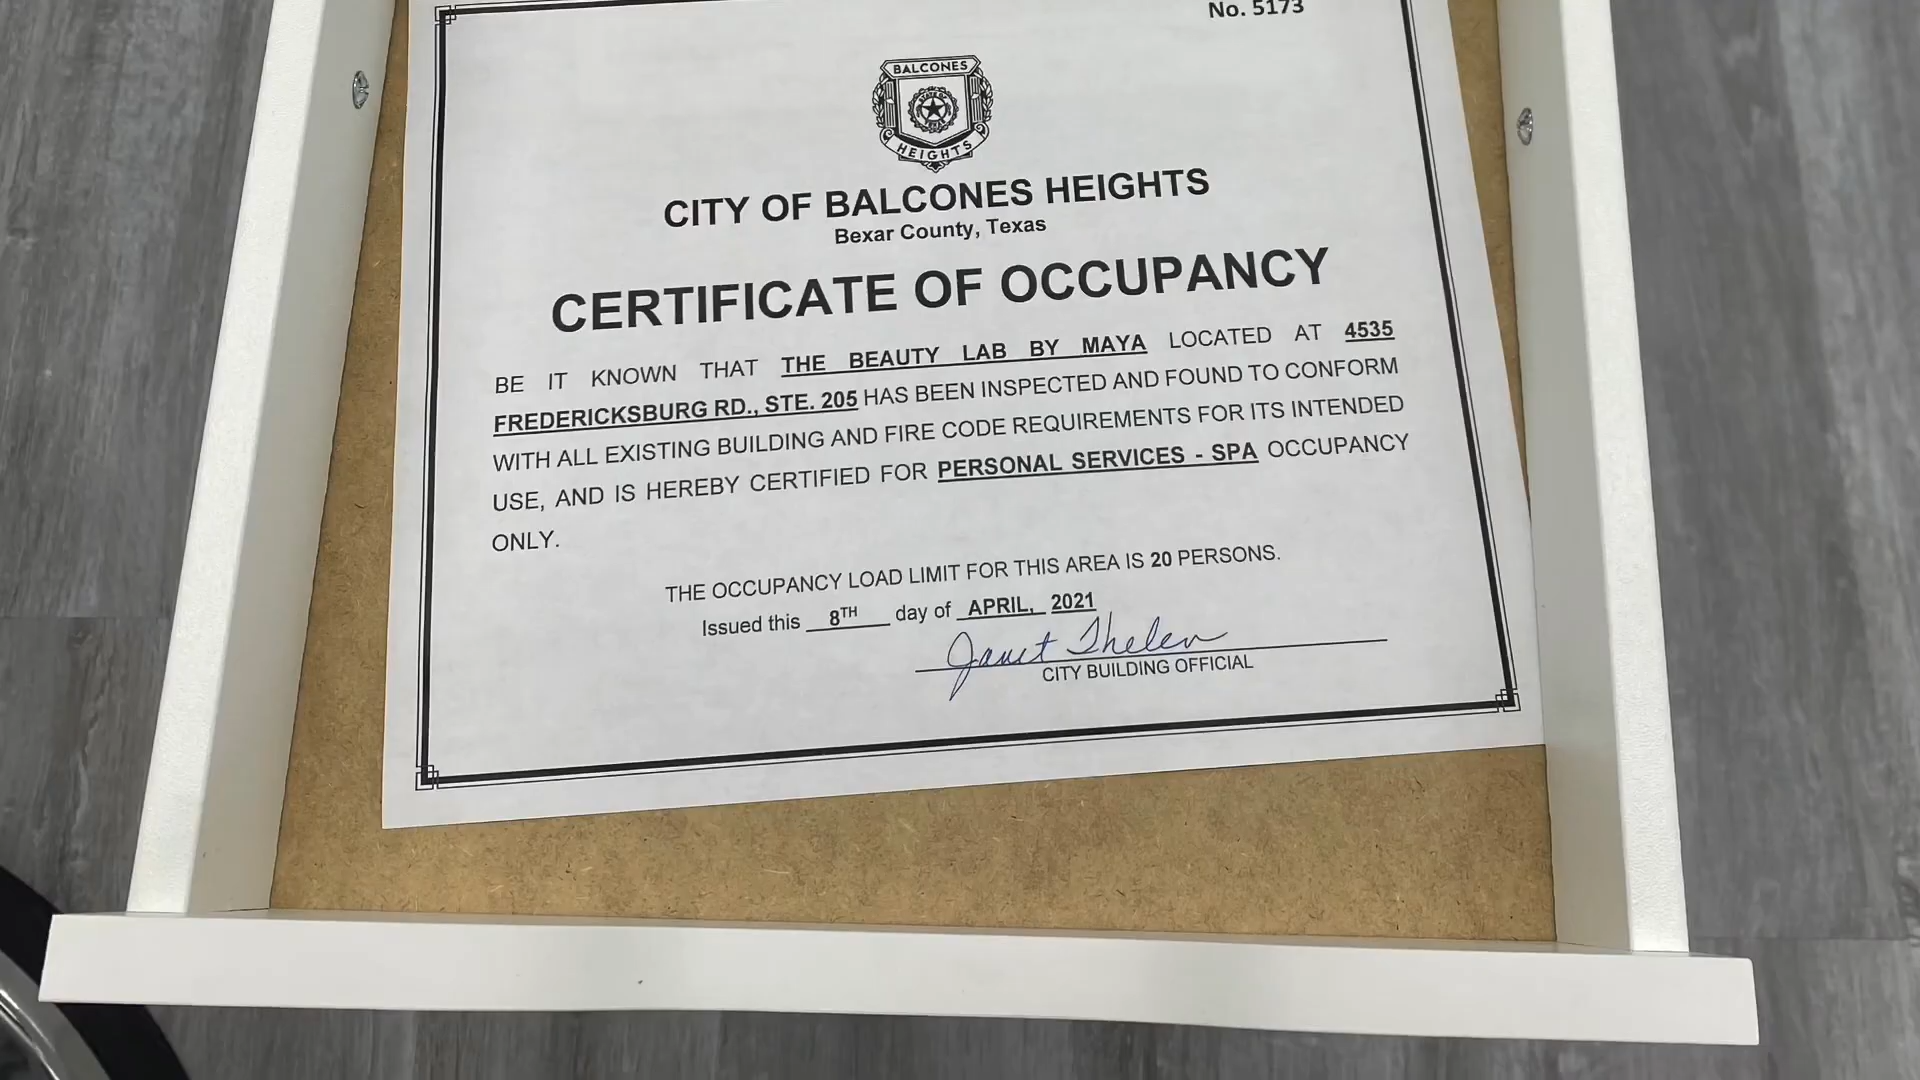 No. 5173
BALCONES
STATE OF
TEXAS
HEIGHTS
CITY OF BALCONES HEIGHTS
Bexar County, Texas
CERTIFICATE OF OCCUPANCY
BE IT KNOWN THAT THE BEAUTY LAB BY MAYA LOCATED AT 4535
FREDERICKSBURG RD., STE. 205 HAS BEEN INSPECTED AND FOUND TO CONFORM
WITH ALL EXISTING BUILDING AND FIRE CODE REQUIREMENTS FOR ITS INTENDED
USE, AND IS HEREBY CERTIFIED FOR PERSONAL SERVICES - SPA OCCUPANCY
ONLY.
THE OCCUPANCY LOAD LIMIT FOR THIS AREA IS 20 PERSONS.
Issued this 8TH day of APRIL, 2021
Janet Thelen
CITY BUILDING OFFICIAL